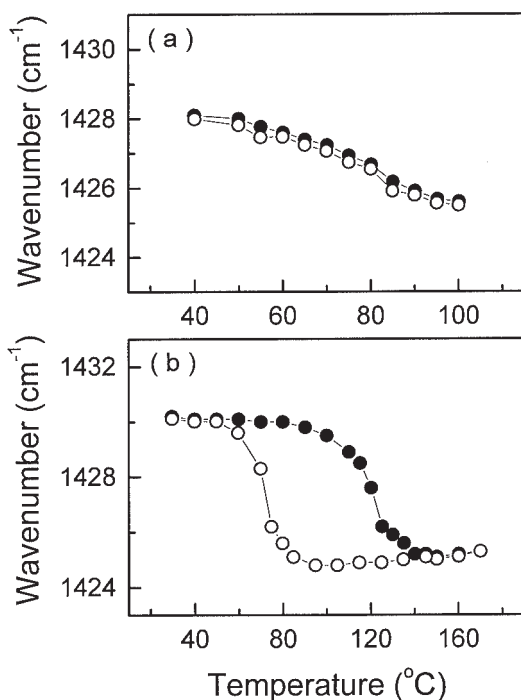 ( a )
Wavenumber (cm-1)
1430
1428
1426
1424
40 60 80 100
( b )
Wavenumber (cm-1)
1432
1428
1424
40 80 120 160
Temperature (oC)